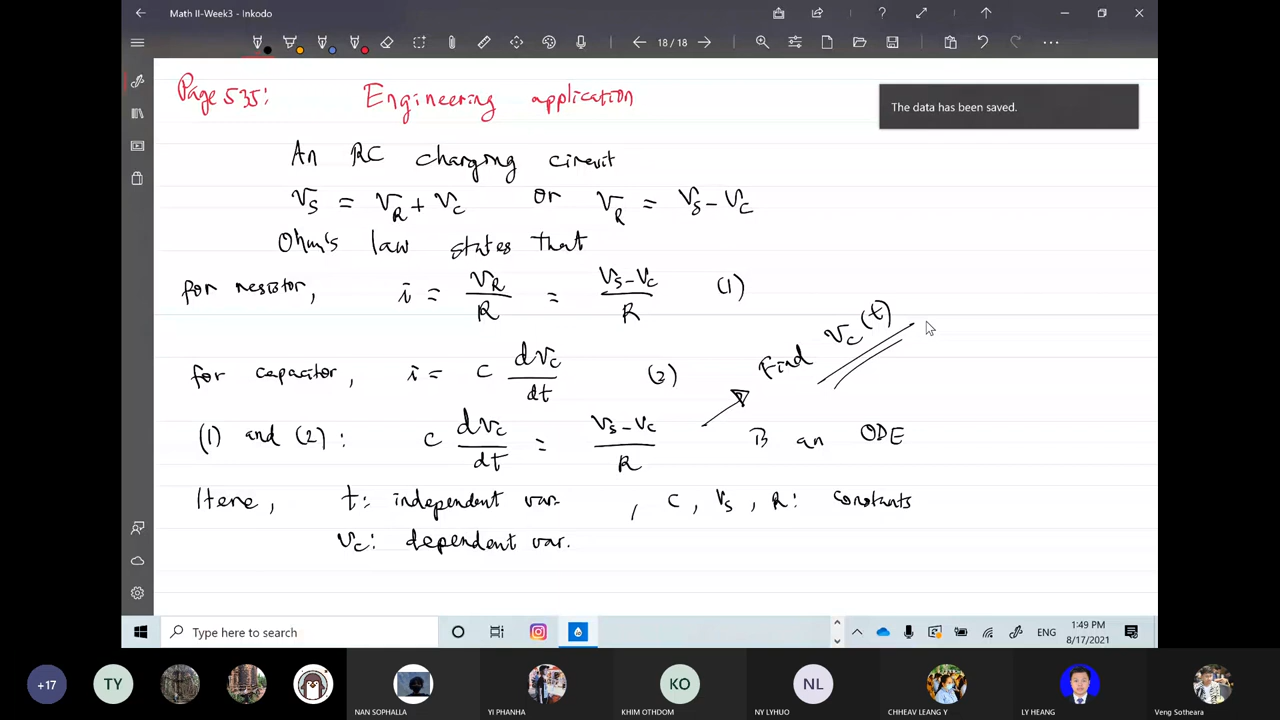 Math II-Week3 - Inkodo
18 / 18
Page 535: Engineering application
The data has been saved.
An RC charging circuit
Vs = VR + Vc or VR = Vs - Vc
Ohm's law states that
for resistor, i = VR/R = (Vs - Vc)/R (1)
Find Vc(t)
for capacitor, i = C dVc/dt (2)
(1) and (2): C dVc/dt = (Vs - Vc)/R is an ODE
Here, t: independent var. , C, Vs, R: constants
Vc: dependent var.
Type here to search
ENG
1:49 PM
8/17/2021
+17
TY
KO
NL
NAN SOPHALLA
YI PHANHA
KHIM OTHDOM
NY LYHUO
CHHEAV LEANG Y
LY HEANG
Veng Sotheara